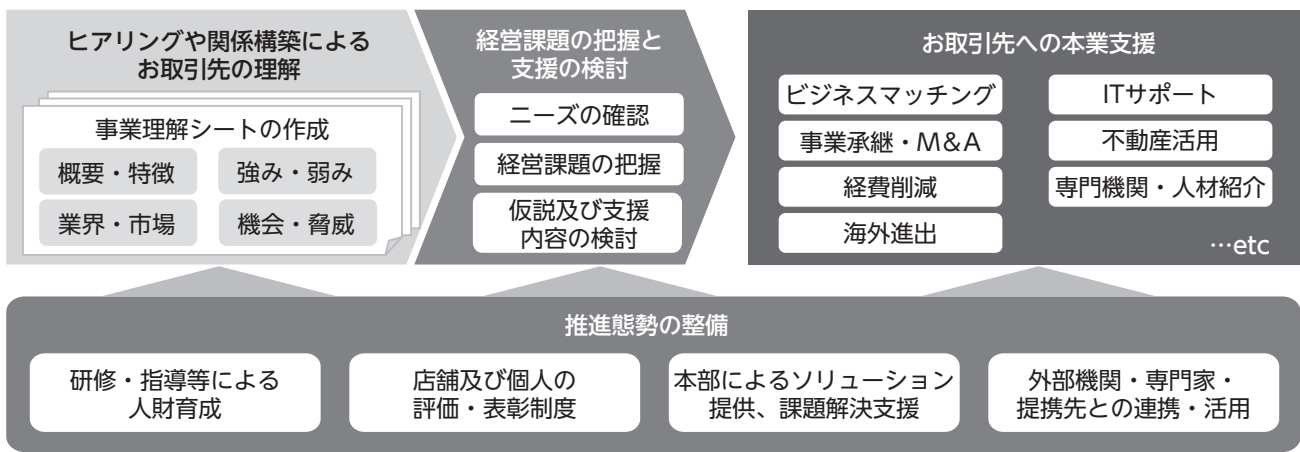 ヒアリングや関係構築による
お取引先の理解
事業理解シートの作成
概要・特徴
強み・弱み
業界・市場
機会・脅威
経営課題の把握と
支援の検討
ニーズの確認
経営課題の把握
仮説及び支援
内容の検討
お取引先への本業支援
ビジネスマッチング
事業承継・M&A
経費削減
海外進出
ITサポート
不動産活用
専門機関・人材紹介
…etc
推進態勢の整備
研修・指導等による
人財育成
店舗及び個人の
評価・表彰制度
本部によるソリューション
提供、課題解決支援
外部機関・専門家・
提携先との連携・活用